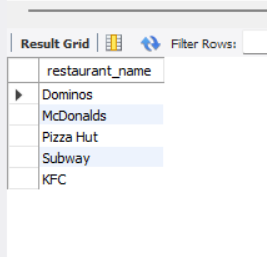 Result Grid Filter Rows:
restaurant_name
Dominos
McDonalds
Pizza Hut
Subway
KFC